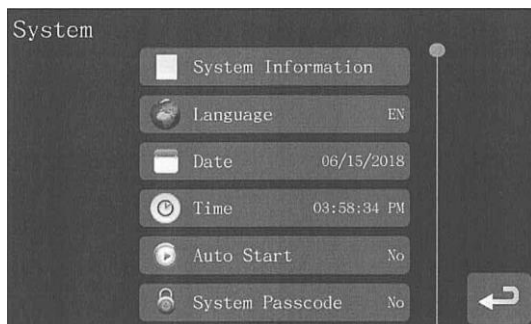 System
System Information
Language EN
Date 06/15/2018
Time 03:58:34 PM
Auto Start No
System Passcode No